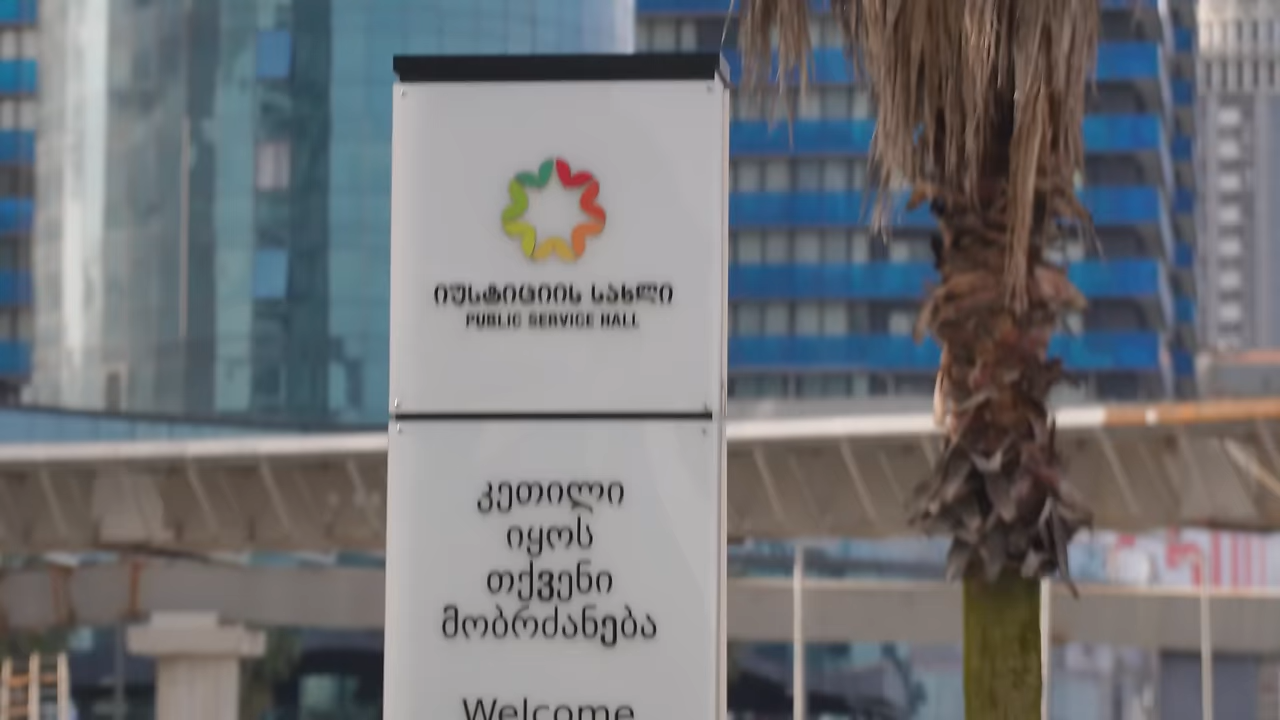 იუსტიციის სახლი
PUBLIC SERVICE HALL
კეთილი
იყოს
თქვენი
მობრძანება
Welcome